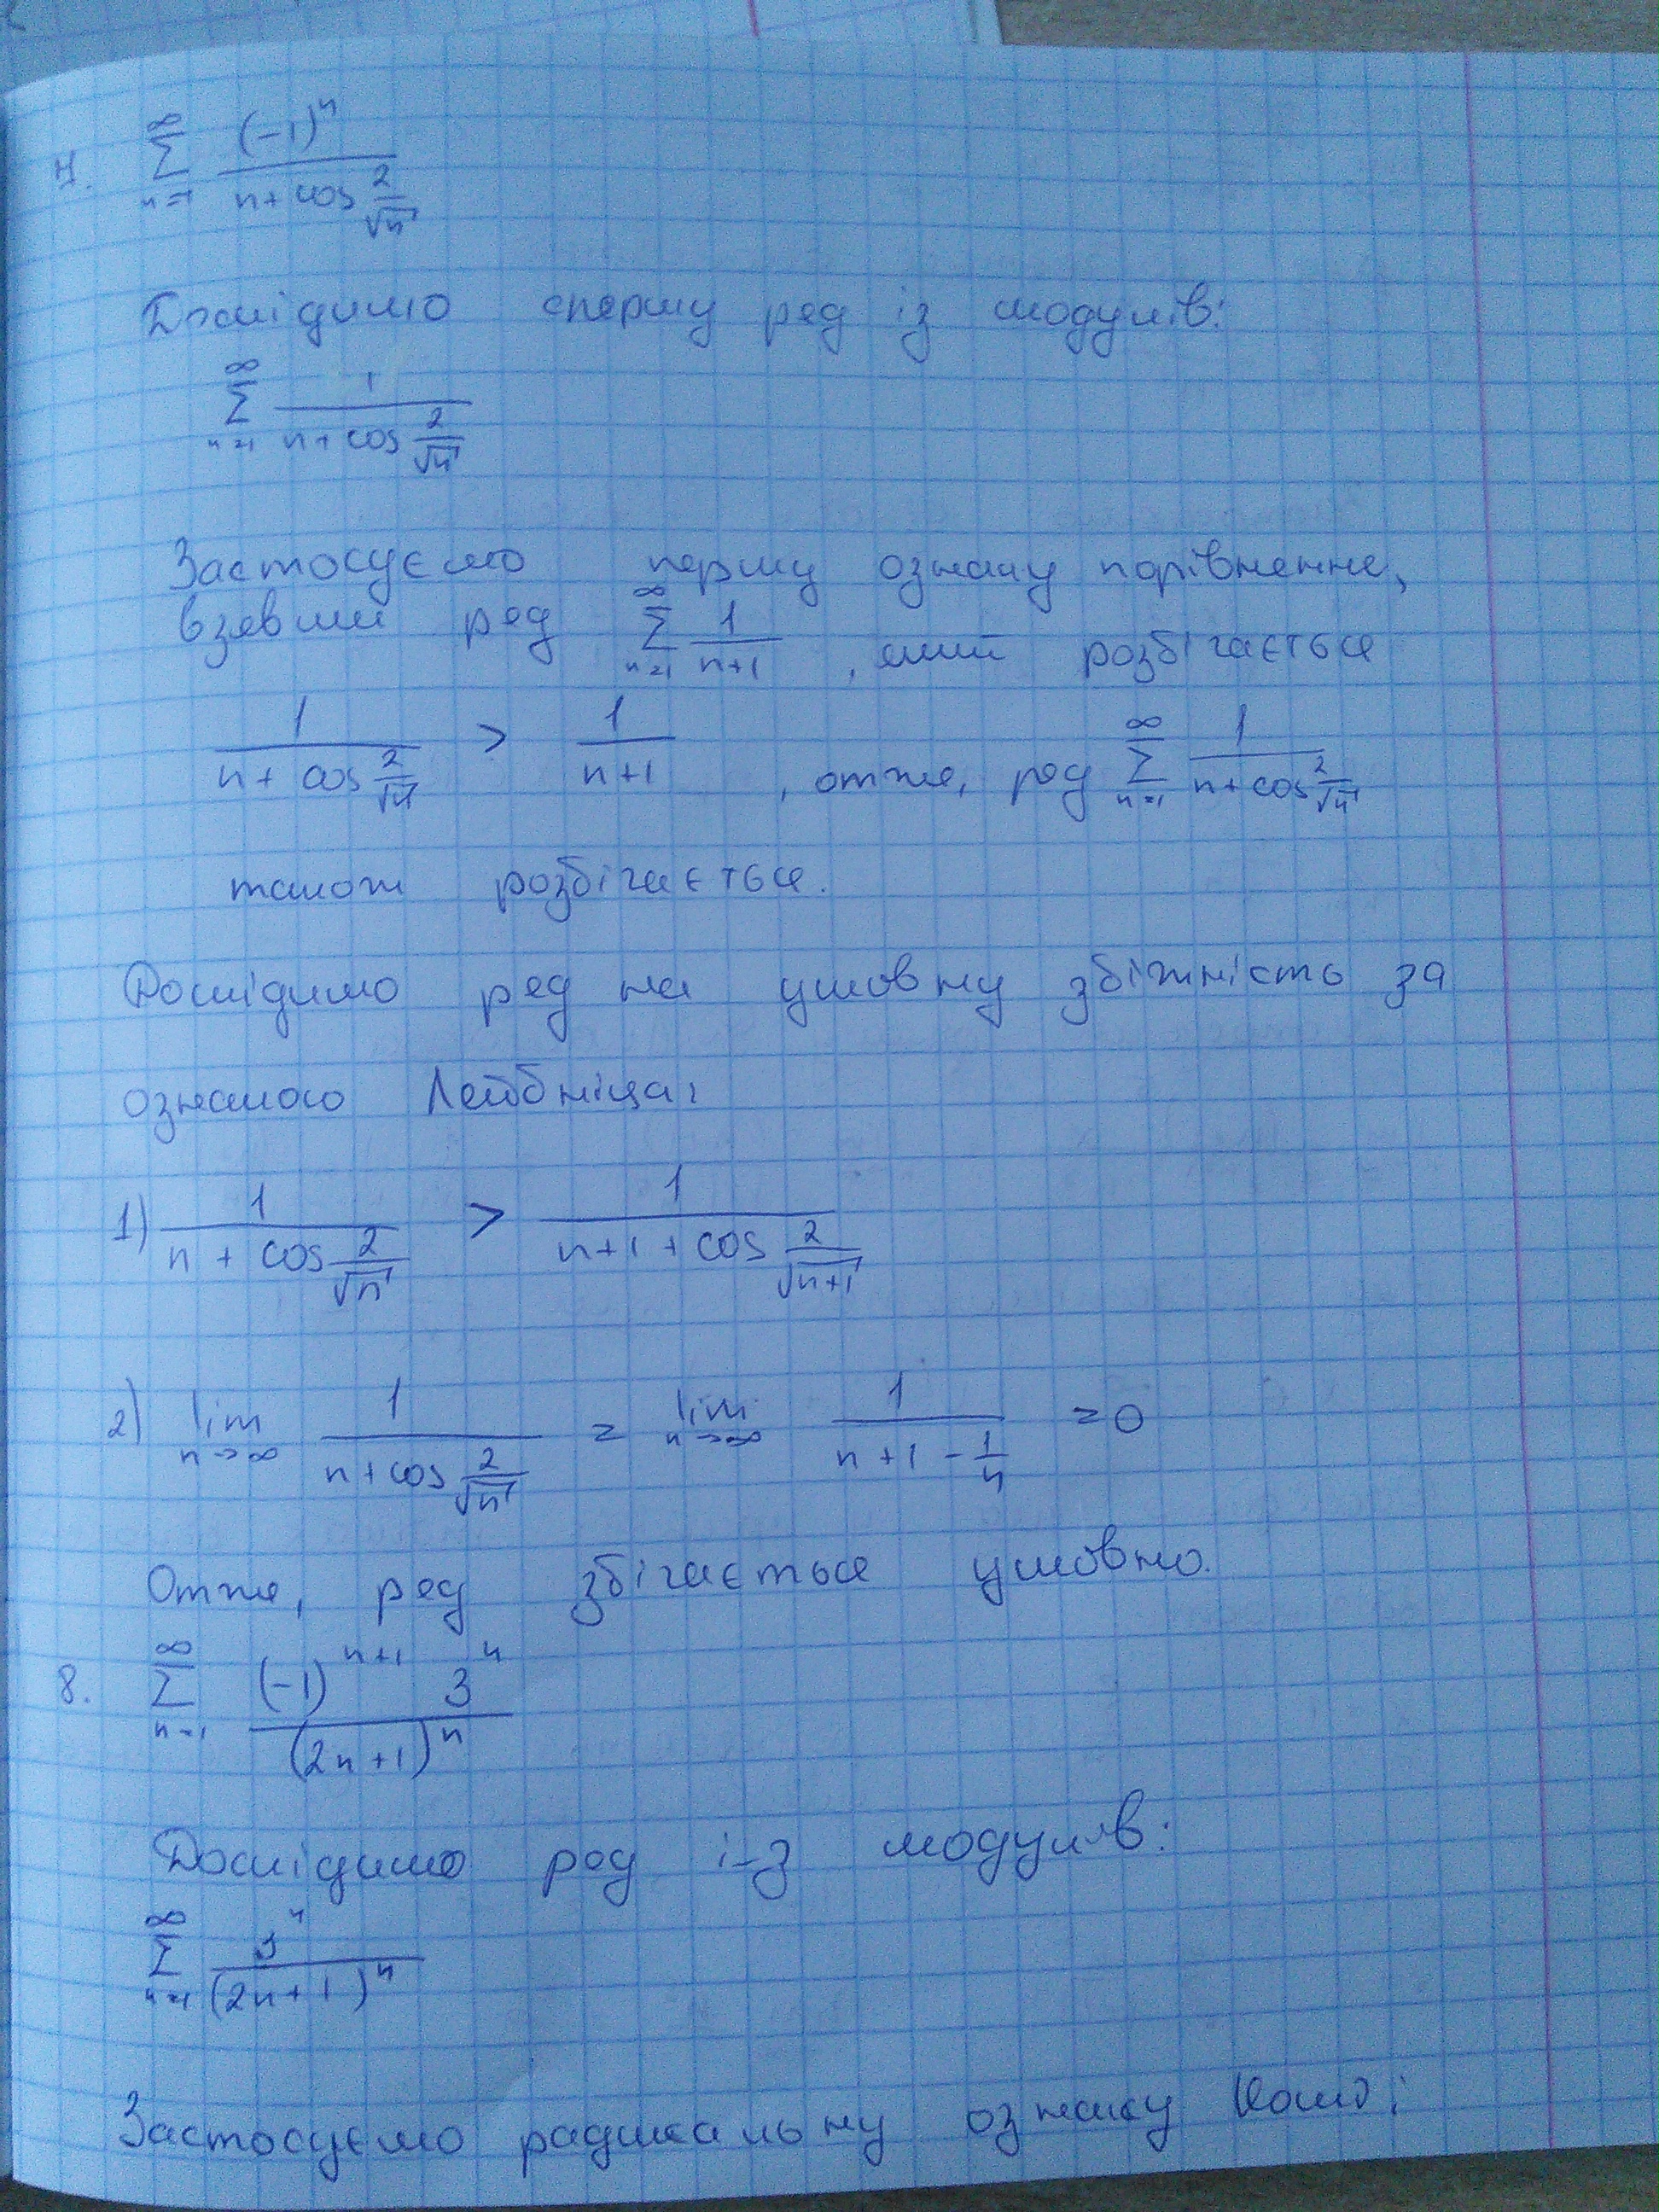 7. \sum_{n=1}^{\infty} \frac{(-1)^n}{n + \cos \frac{2}{\sqrt{n}}}
Дослідимо спершу ряд із модулів:
\sum_{n=1}^{\infty} \frac{1}{n + \cos \frac{2}{\sqrt{n}}}
Застосуємо першу ознаку порівняння,
взявши ряд \sum_{n=1}^{\infty} \frac{1}{n+1}, який розбігається
\frac{1}{n + \cos \frac{2}{\sqrt{n}}} > \frac{1}{n+1}, отже, ряд \sum_{n=1}^{\infty} \frac{1}{n + \cos \frac{2}{\sqrt{n}}}
також розбігається.
Дослідимо ряд на умовну збіжність за
ознакою Лейбніца:
1) \frac{1}{n + \cos \frac{2}{\sqrt{n}}} > \frac{1}{n+1 + \cos \frac{2}{\sqrt{n+1}}}
2) \lim_{n \to \infty} \frac{1}{n + \cos \frac{2}{\sqrt{n}}} = \lim_{n \to \infty} \frac{1}{n+1 - \frac{1}{n}} = 0
Отже, ряд збігається умовно.
8. \sum_{n=1}^{\infty} \frac{(-1)^{n+1} 3^n}{(2n+1)^n}
Дослідимо ряд і-з модулів:
\sum_{n=1}^{\infty} \frac{3^n}{(2n+1)^n}
Застосуємо радикальну ознаку Коші: